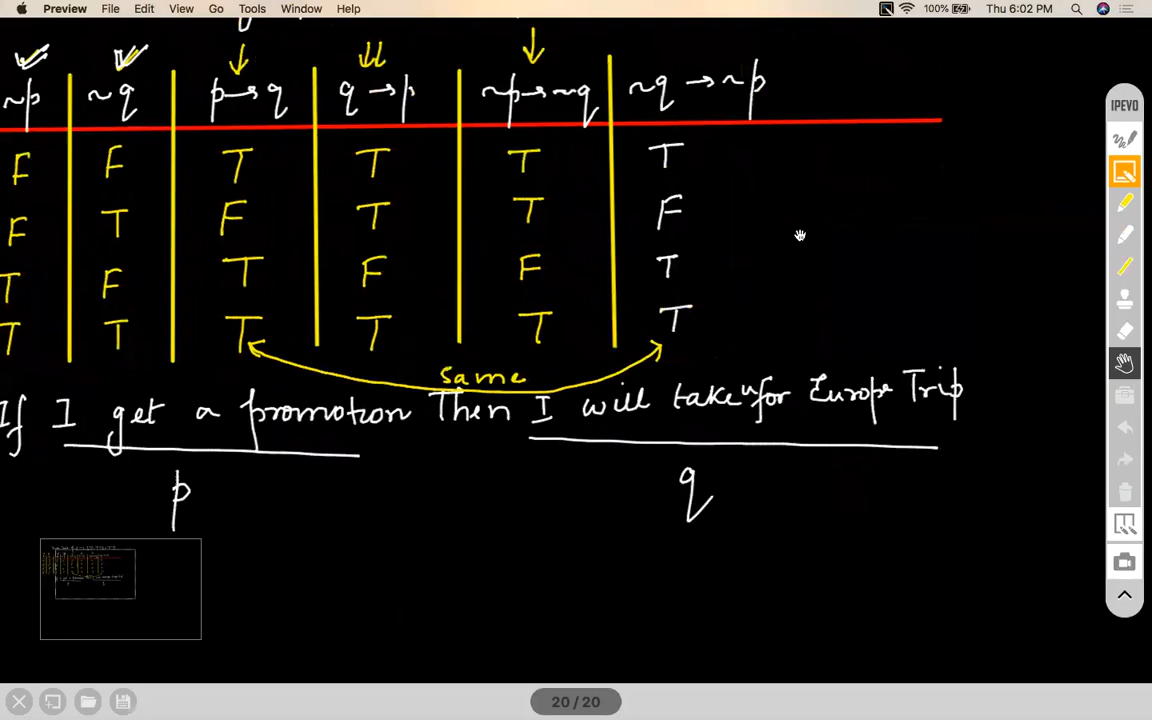 Preview File Edit View Go Tools Window Help 100% Thu 6:02 PM
IPEVO
~p ~q p→q q→p ~p→~q ~q→~p
F F T T T T
F T F T T F
T F T F F T
T T T T T T
same
If I get a promotion Then I will take u for Europe Trip
p q
20 / 20